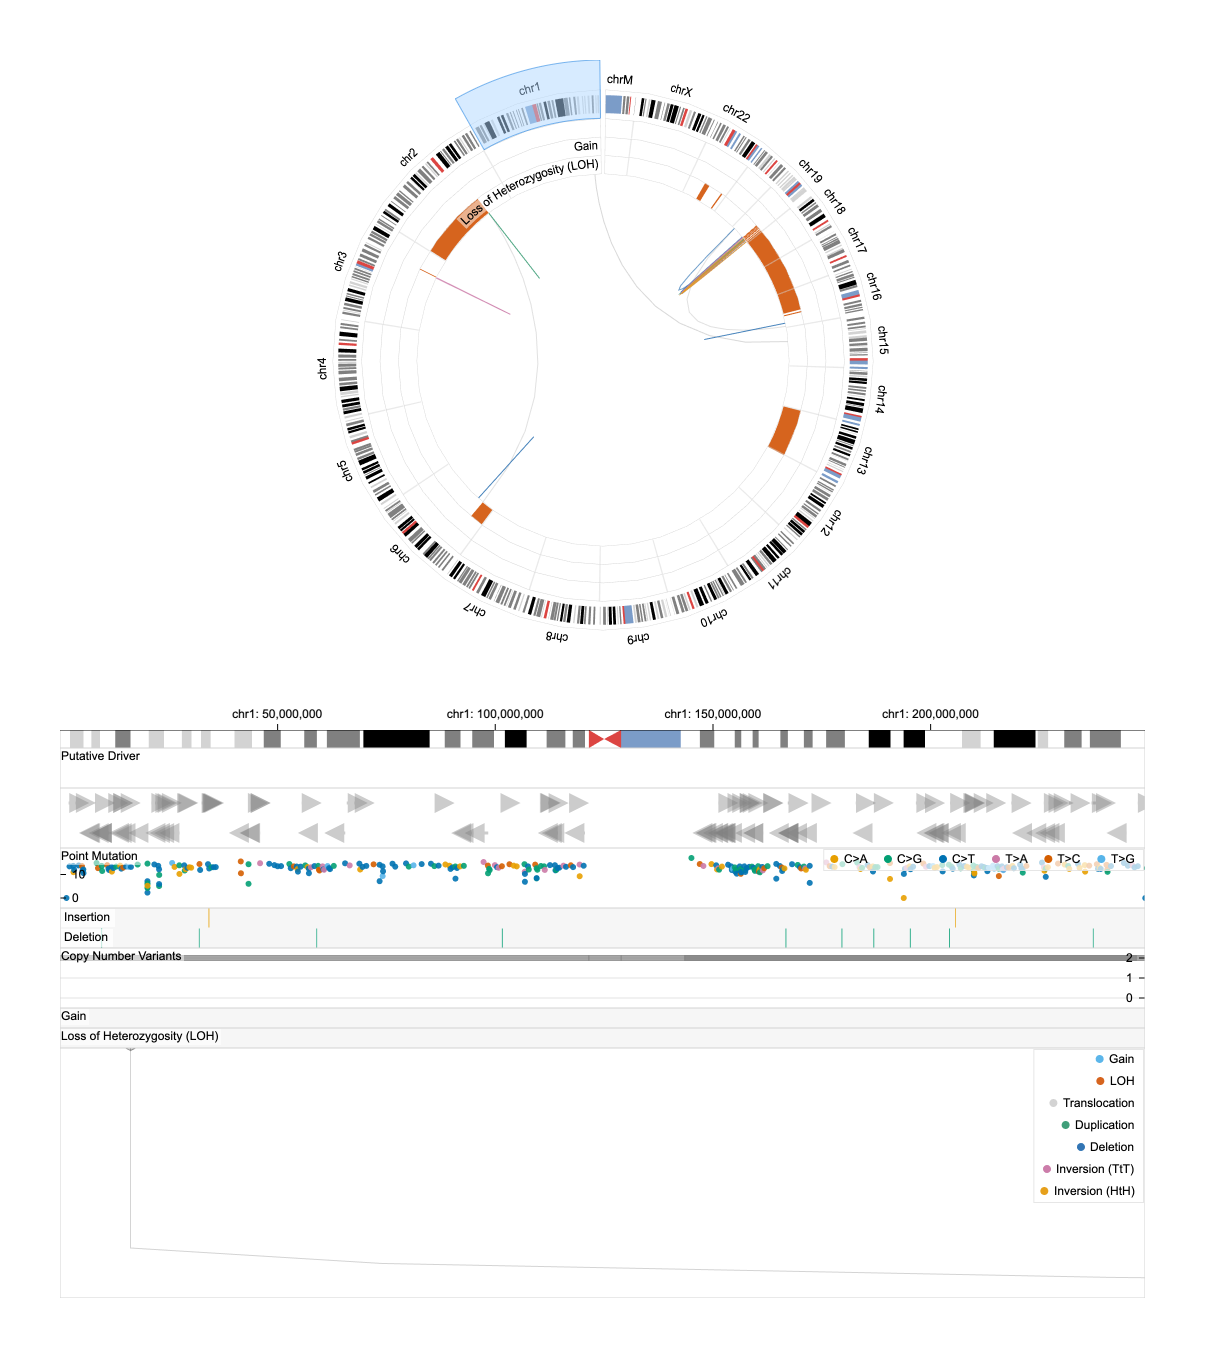 chrM
chrX
chr22
chr19
chr18
chr17
chr16
chr15
chr14
chr13
chr12
chr11
chr10
chr9
chr8
chr7
chr6
chr5
chr4
chr3
chr2
chr1
Gain
Loss of Heterozygosity (LOH)
chr1: 50,000,000
chr1: 100,000,000
chr1: 150,000,000
chr1: 200,000,000
Putative Driver
Point Mutation
C>A C>G C>T T>A T>C T>G
10
0
Insertion
Deletion
Copy Number Variants
2
1
0
Gain
Loss of Heterozygosity (LOH)
Gain
LOH
Translocation
Duplication
Deletion
Inversion (TtT)
Inversion (HtH)